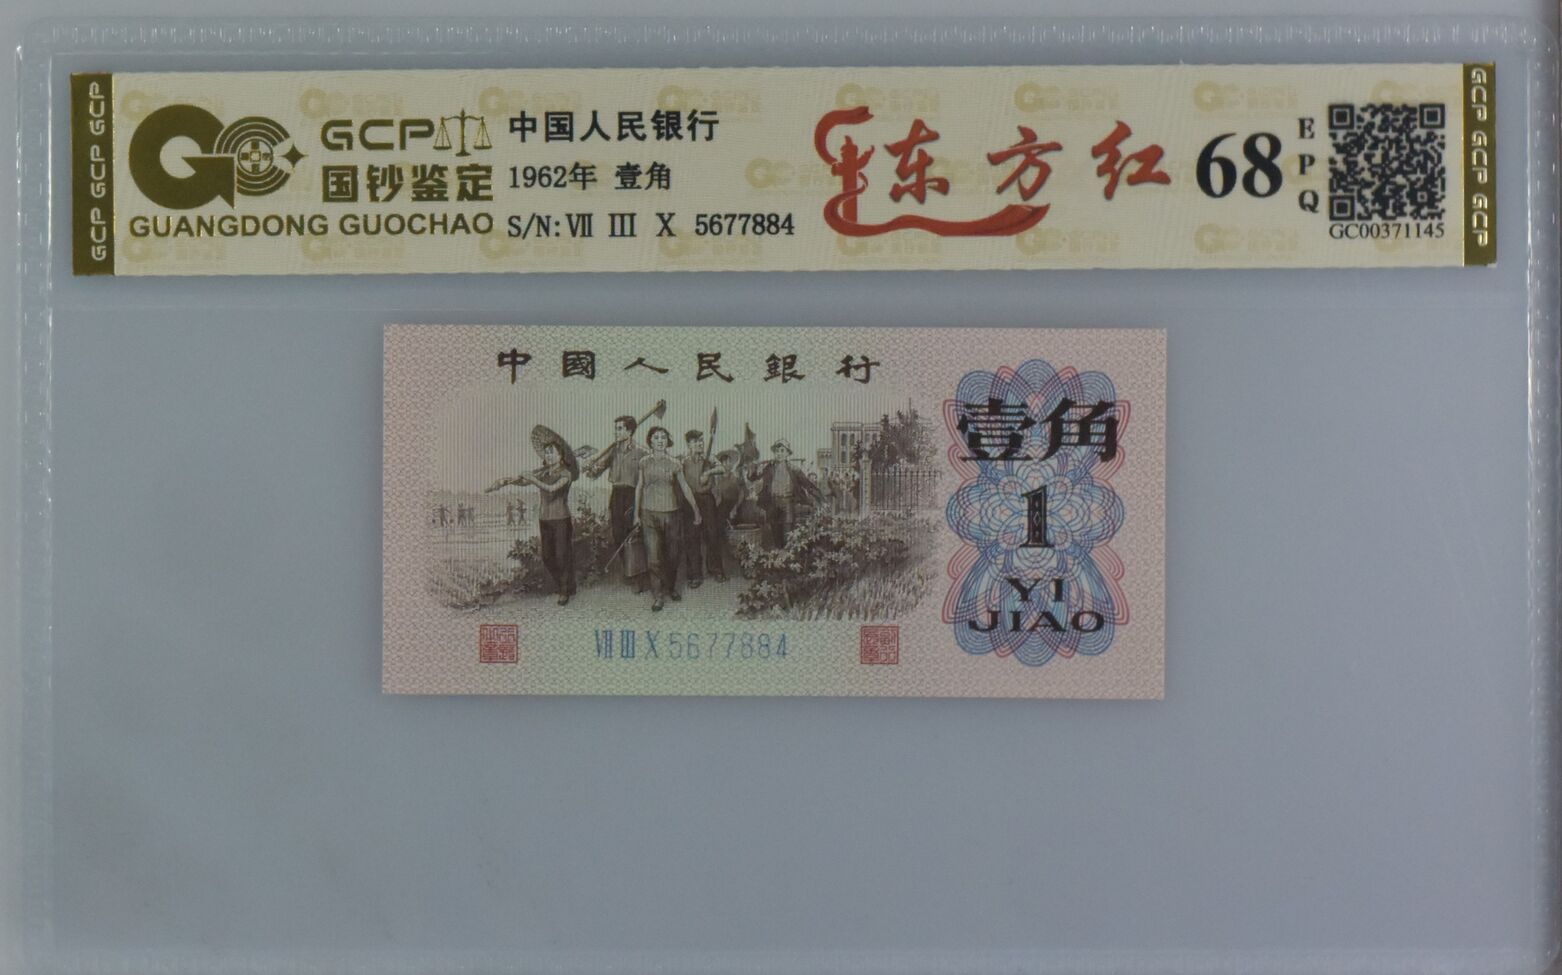 GCP GCP GCP
GCP
国钞鉴定
GUANGDONG GUOCHAO
中国人民银行
1962年 壹角
S/N: Ⅶ Ⅲ Ⅹ 5677884
东方红
68
EPQ
GC00371145
GCP GCP GCP
中國人民銀行
壹角
1
YI
JIAO
Ⅶ Ⅲ Ⅹ 5677884